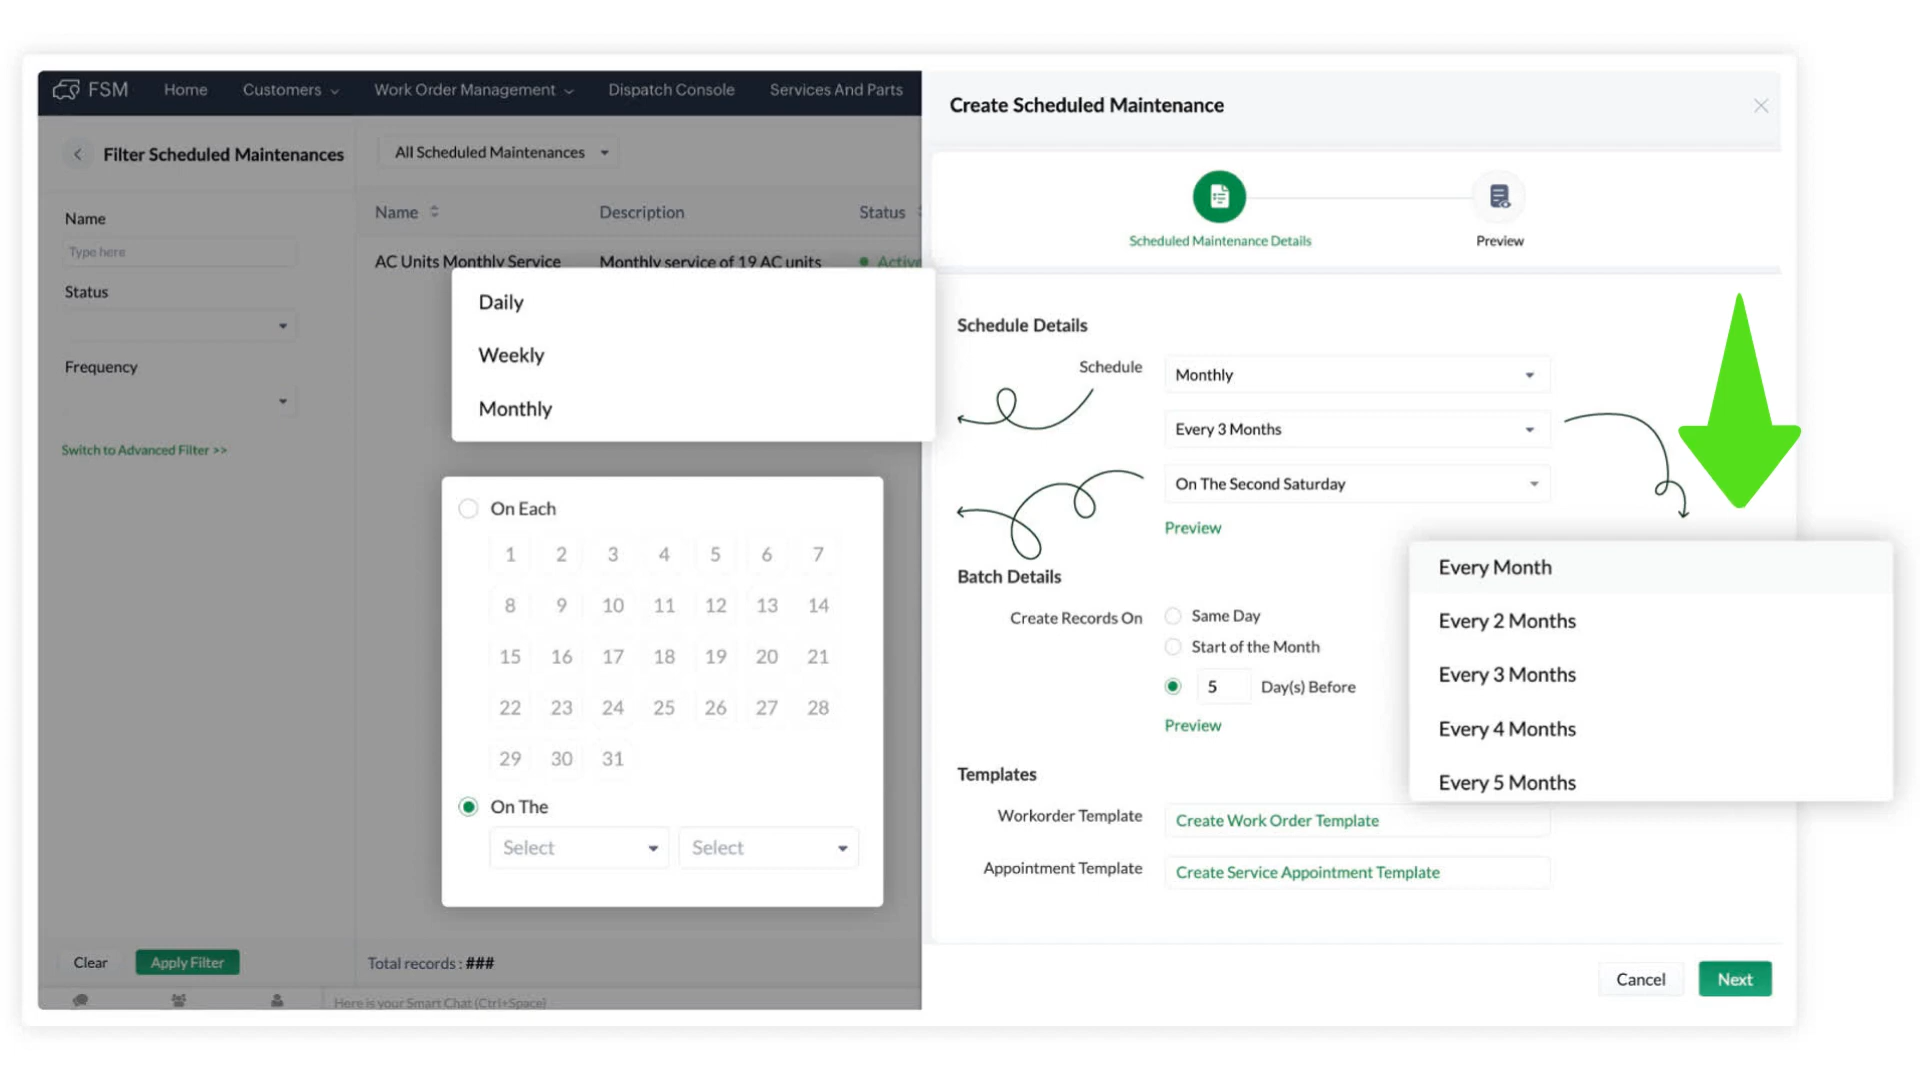 FSM Home Customers Work Order Management Dispatch Console Services And Parts
Filter Scheduled Maintenances
All Scheduled Maintenances
Name
Type here
Status
Frequency
Switch to Advanced Filter >>
Clear
Apply Filter
Name Description Status
AC Units Monthly Service Monthly service of 19 AC units Active
Daily
Weekly
Monthly
On Each
1 2 3 4 5 6 7
8 9 10 11 12 13 14
15 16 17 18 19 20 21
22 23 24 25 26 27 28
29 30 31
On The
Select Select
Total records : ###
Here is your Smart Chat (Ctrl+Space)
Create Scheduled Maintenance
Scheduled Maintenance Details
Preview
Schedule Details
Schedule Monthly
Every 3 Months
On The Second Saturday
Preview
Batch Details
Create Records On Same Day
Start of the Month
5 Day(s) Before
Preview
Templates
Workorder Template Create Work Order Template
Appointment Template Create Service Appointment Template
Every Month
Every 2 Months
Every 3 Months
Every 4 Months
Every 5 Months
Cancel
Next